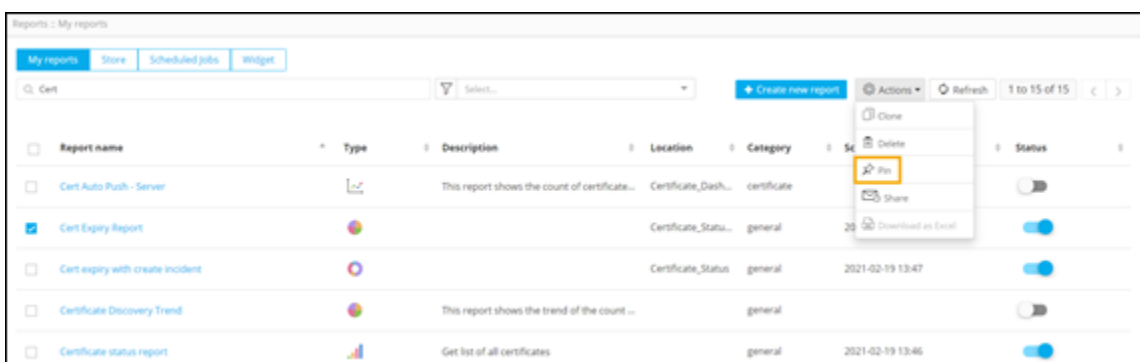 Reports :: My reports
My reports Store Scheduled Jobs Widget
Cert Select... + Create new report Actions Refresh 1 to 15 of 15
Clone
Delete
Pin
Share
Download as Excel
Report name Type Description Location Category Status
Cert Auto Push - Server This report shows the count of certificate... Certificate_Dash... certificate
Cert Expiry Report Certificate_Statu... general
Cert expiry with create incident Certificate_Status general 2021-02-19 13:47
Certificate Discovery Trend This report shows the trend of the count ... general
Certificate status report Get list of all certificates general 2021-02-19 13:46